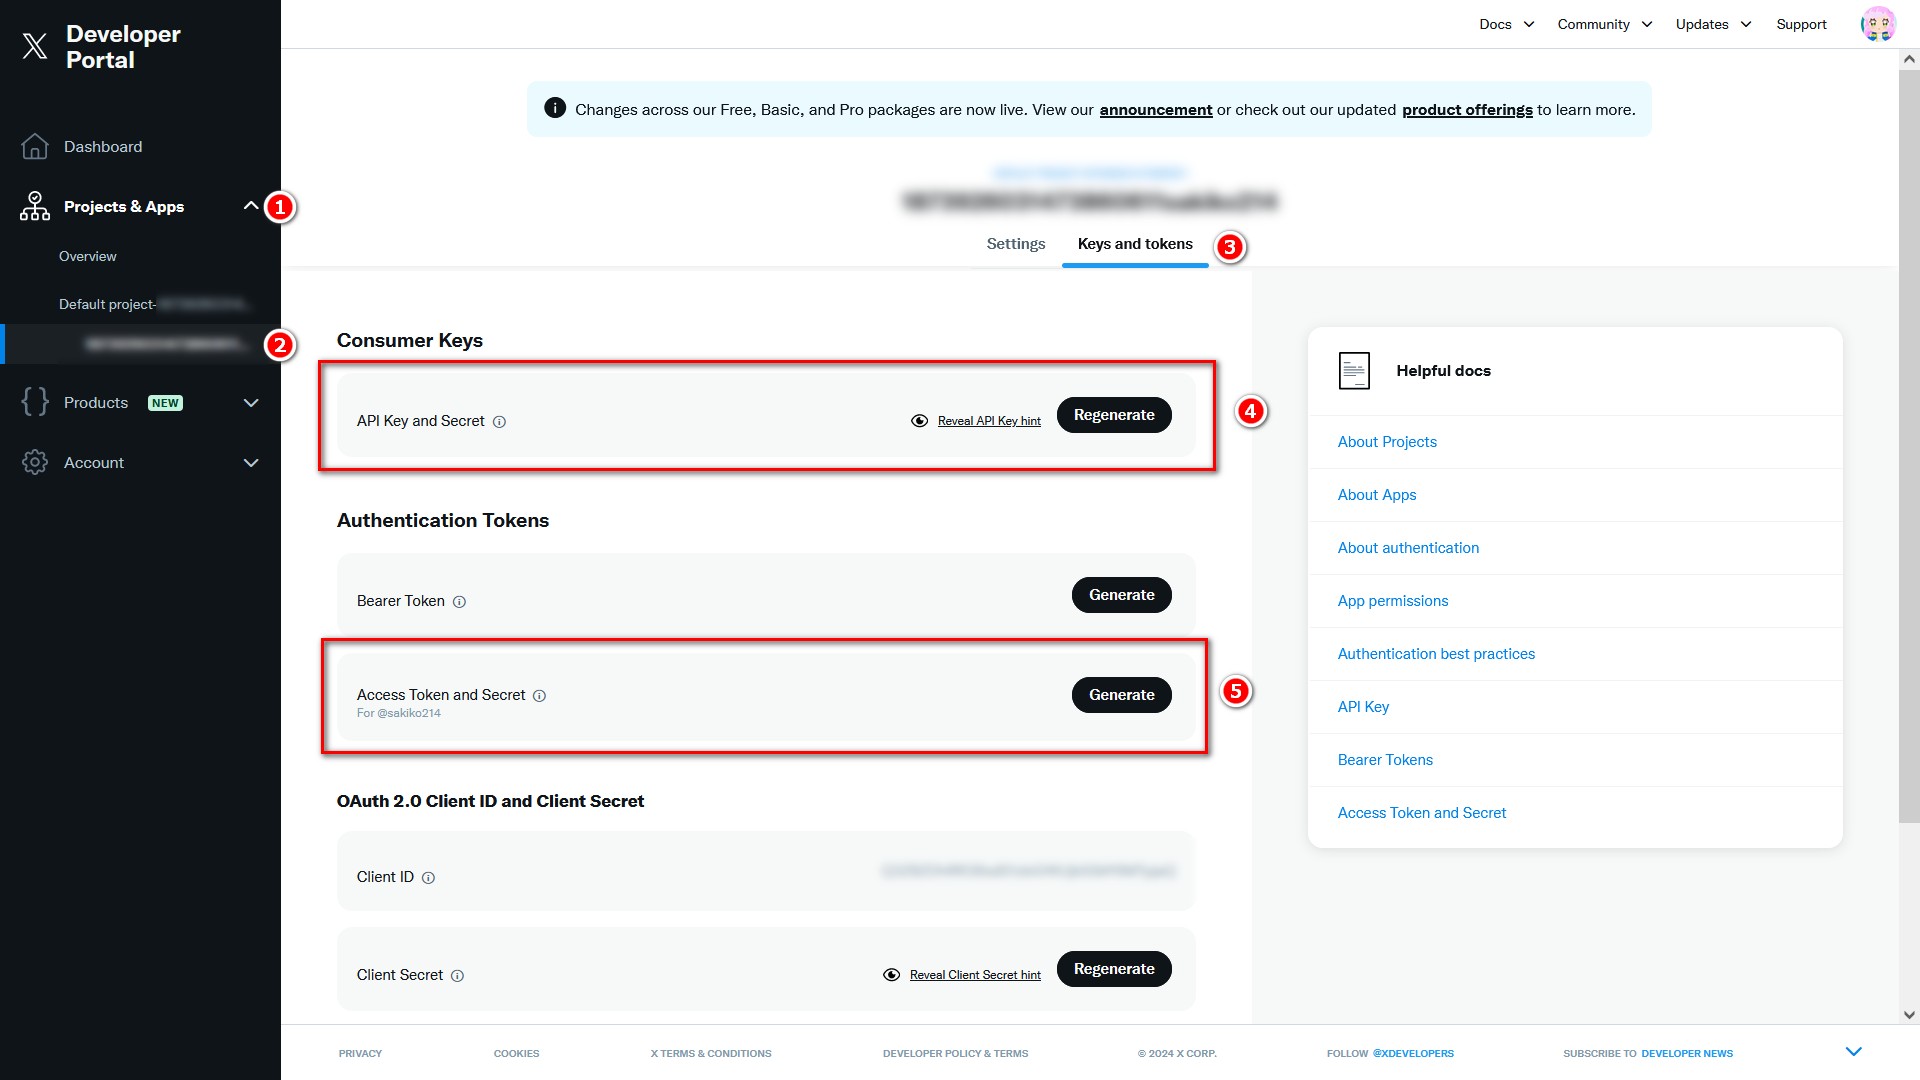 Developer
Portal
Docs
Community
Updates
Support
Changes across our Free, Basic, and Pro packages are now live. View our announcement or check out our updated product offerings to learn more.
Dashboard
Projects & Apps
1
Overview
Default project-
2
Products NEW
Account
Settings
Keys and tokens
3
Consumer Keys
API Key and Secret
Reveal API Key hint
Regenerate
4
Authentication Tokens
Bearer Token
Generate
Access Token and Secret
For @sakiko214
Generate
5
OAuth 2.0 Client ID and Client Secret
Client ID
Client Secret
Reveal Client Secret hint
Regenerate
Helpful docs
About Projects
About Apps
About authentication
App permissions
Authentication best practices
API Key
Bearer Tokens
Access Token and Secret
PRIVACY
COOKIES
X TERMS & CONDITIONS
DEVELOPER POLICY & TERMS
© 2024 X CORP.
FOLLOW @XDEVELOPERS
SUBSCRIBE TO DEVELOPER NEWS